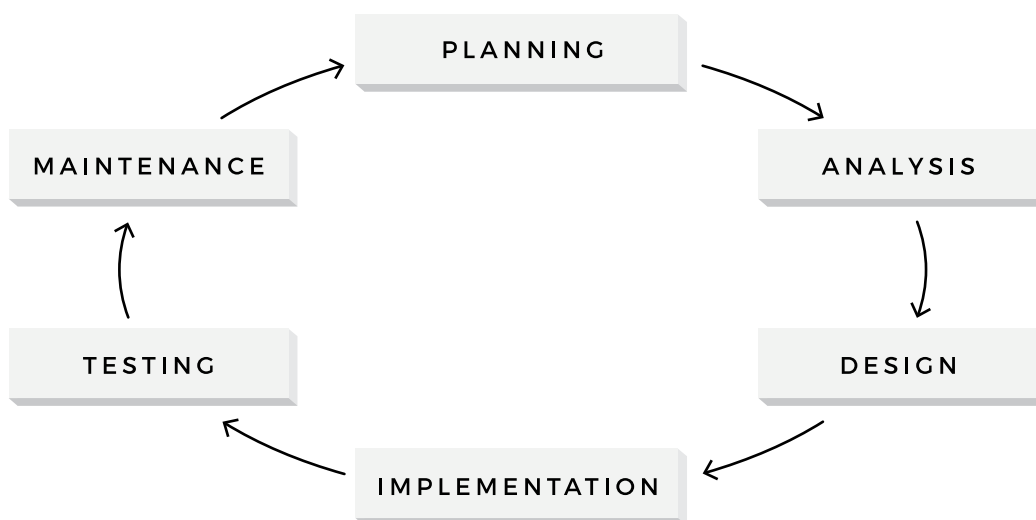 PLANNING
MAINTENANCE
ANALYSIS
TESTING
DESIGN
IMPLEMENTATION